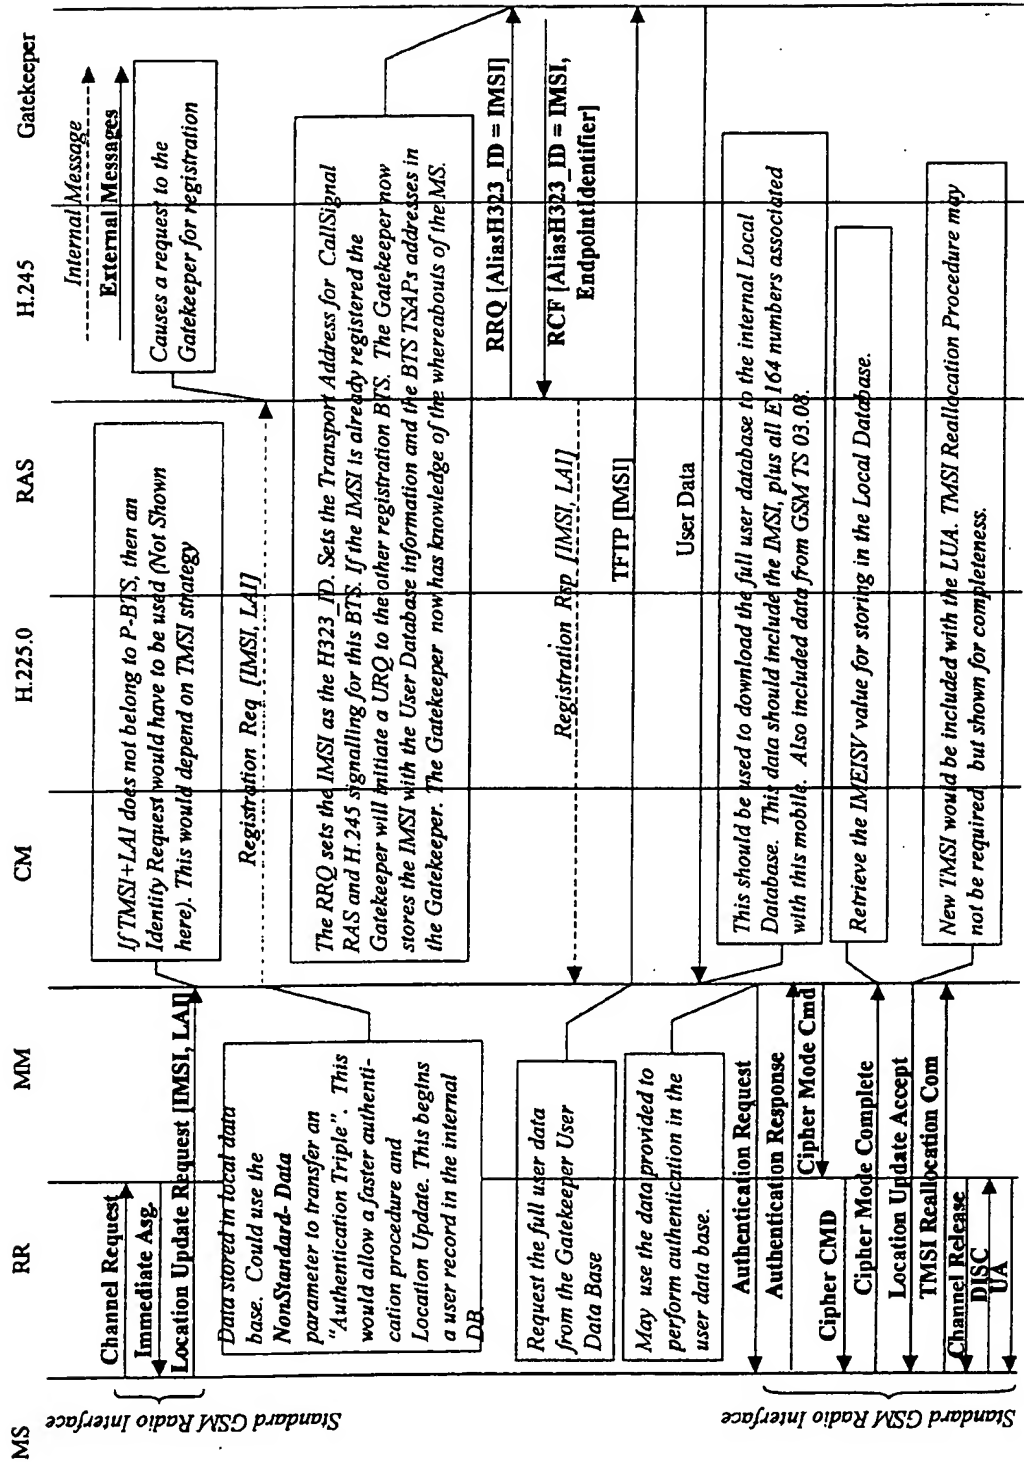 MS
RR
MM
CM
H.225.0
RAS
H.245
Gatekeeper
Internal Message
External Messages
Standard GSM Radio Interface
Channel Request
Immediate Asg.
Location Update Request [IMSI, LAI]
If TMSI+LAI does not belong to P-BTS, then an
Identity Request would have to be used (Not Shown
here). This would depend on TMSI strategy
Causes a request to the
Gatekeeper for registration
Registration Req [IMSI, LAI]
Data stored in local data
base. Could use the
NonStandard- Data
parameter to transfer an
"Authentication Triple". This
would allow a faster authenti-
cation procedure and
Location Update. This begins
a user record in the internal
DB
The RRQ sets the IMSI as the H323_ID. Sets the Transport Address for CallSignal
RAS and H.245 signalling for this BTS. If the IMSI is already registered the
Gatekeeper will initiate a URQ to the other registration BTS. The Gatekeeper now
stores the IMSI with the User Database information and the BTS TSAPs addresses in
the Gatekeeper. The Gatekeeper now has knowledge of the whereabouts of the MS.
RRQ [AliasH323_ID = IMSI]
RCF [AliasH323_ID = IMSI,
EndpointIdentifier]
Registration Rsp [IMSI, LAI]
Request the full user data
from the Gatekeeper User
Data Base
TFTP [IMSI]
User Data
May use the data provided to
perform authentication in the
user data base.
This should be used to download the full user database to the internal Local
Database. This data should include the IMSI, plus all E164 numbers associated
with this mobile. Also included data from GSM TS 03.08.
Retrieve the IMEISV value for storing in the Local Database.
New TMSI would be included with the LUA. TMSI Reallocation Procedure may
not be required but shown for completeness.
Standard GSM Radio Interface
Authentication Request
Authentication Response
Cipher Mode Cmd
Cipher CMD
Cipher Mode Complete
Location Update Accept
TMSI Reallocation Com
Channel Release
DISC
UA